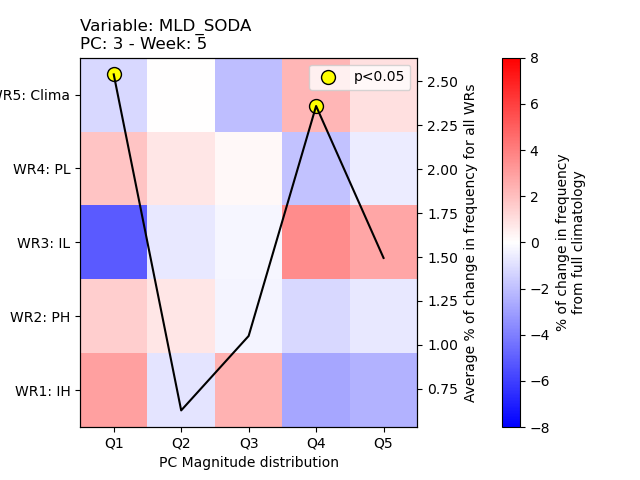 Variable: MLD_SODA
PC: 3 - Week: 5
p<0.05
WR5: Clima
WR4: PL
WR3: IL
WR2: PH
WR1: IH
Q1 Q2 Q3 Q4 Q5
PC Magnitude distribution
2.50
2.25
2.00
1.75
1.50
1.25
1.00
0.75
Average % of change in frequency for all WRs
8
6
4
2
0
−2
−4
−6
−8
% of change in frequency
from full climatology